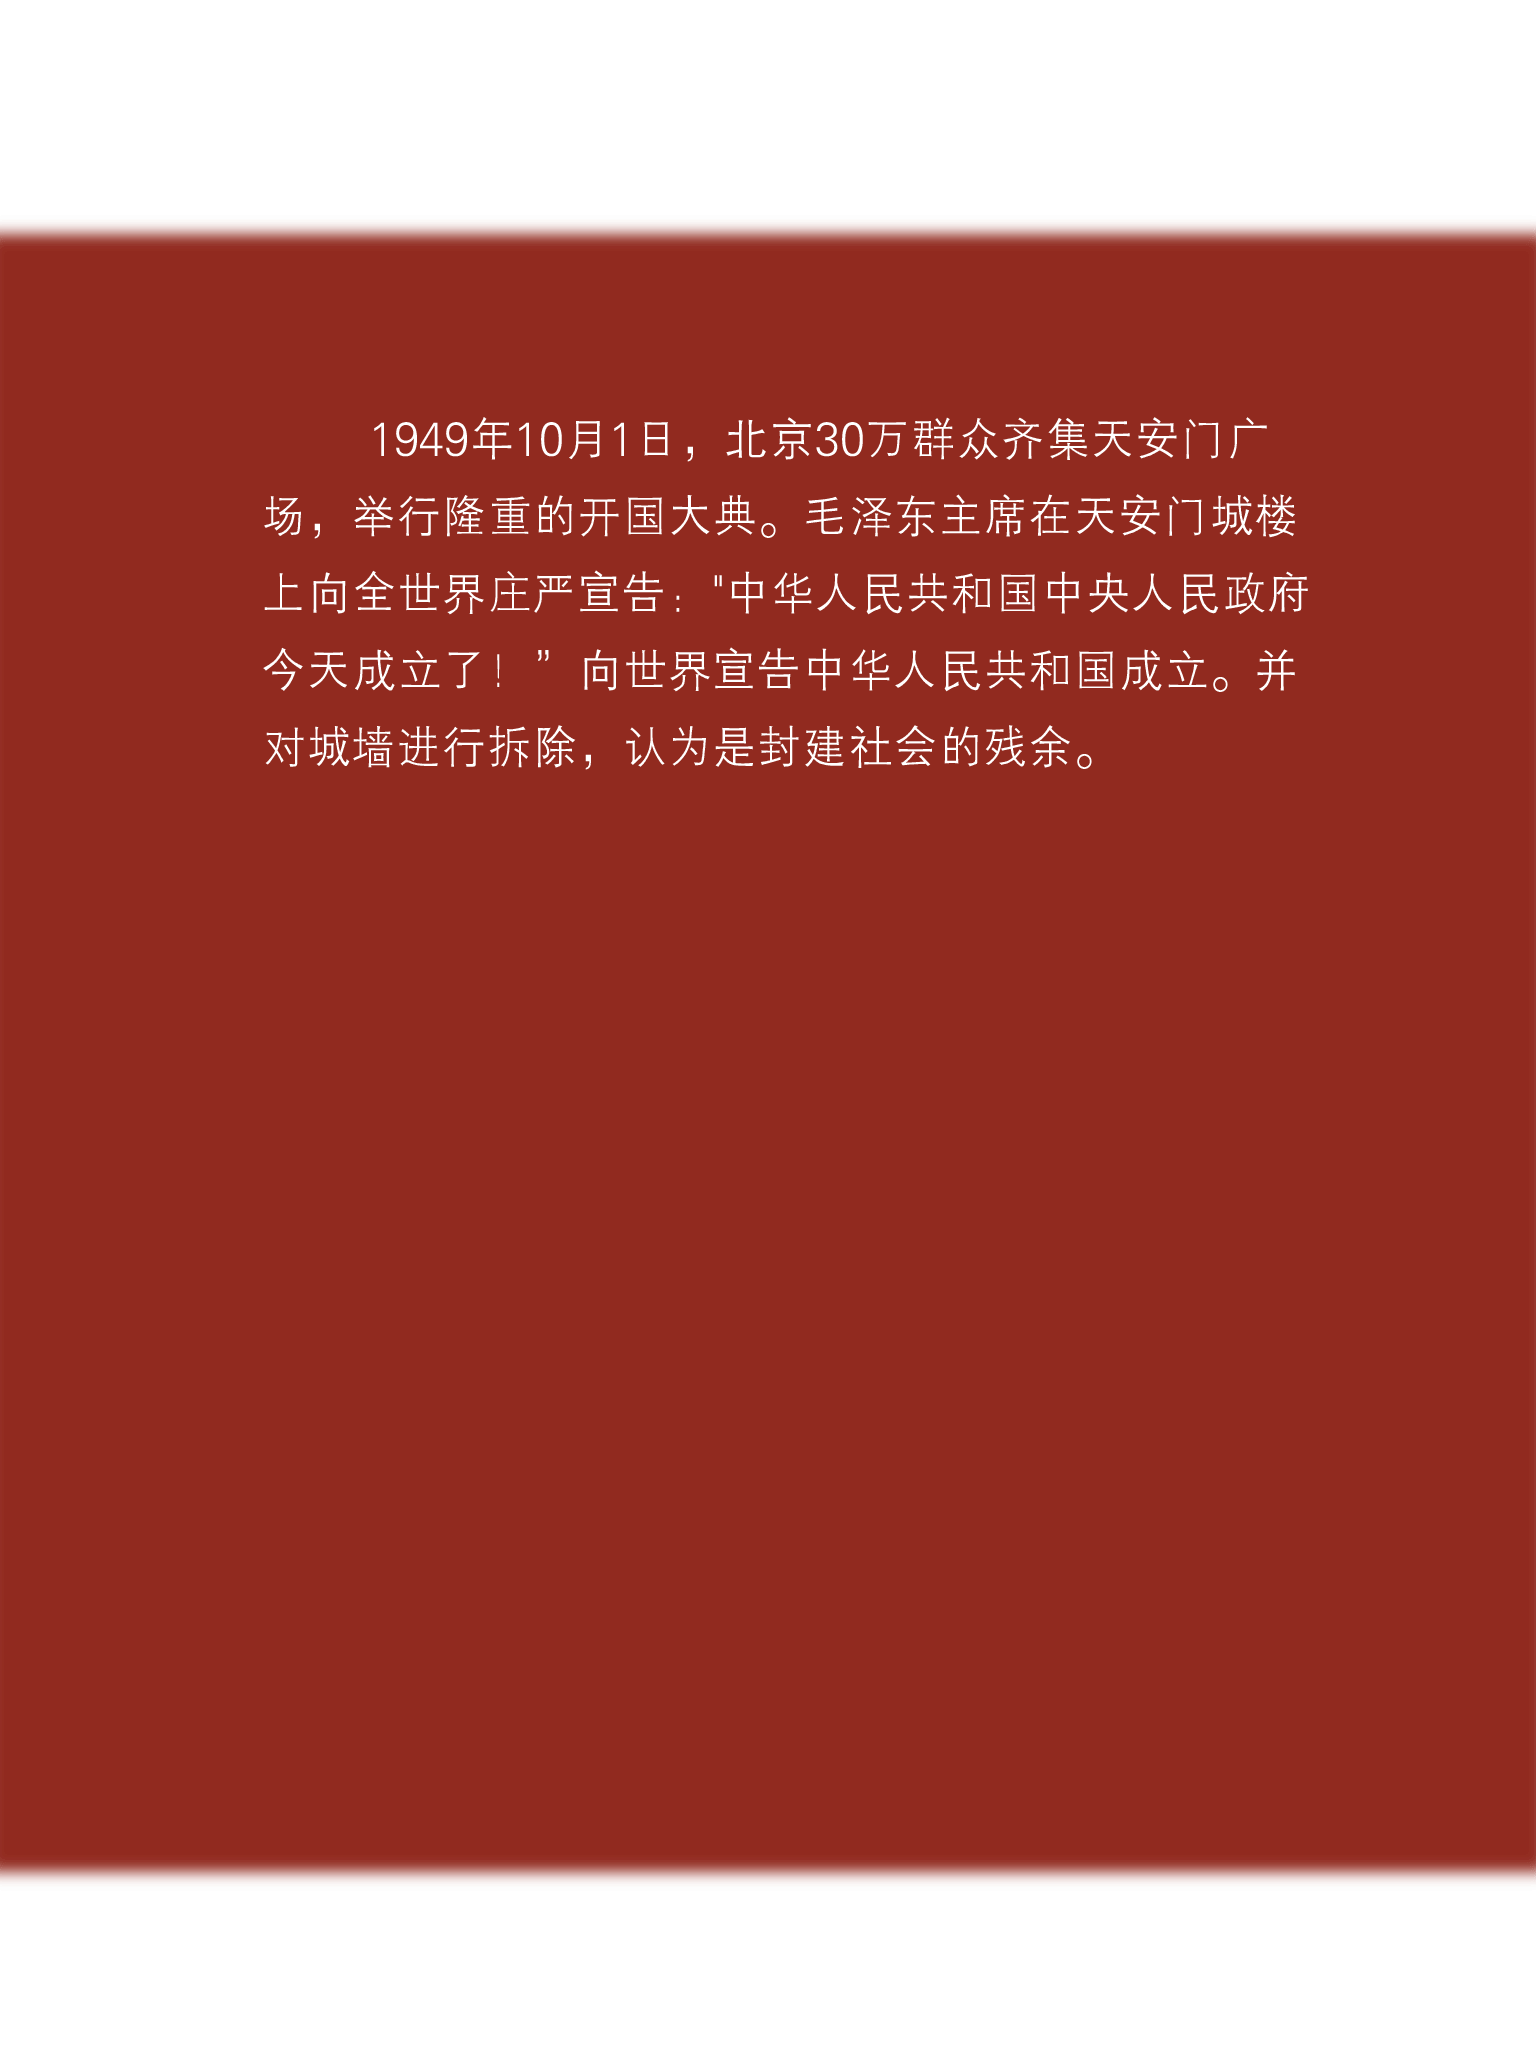 1949年10月1日，北京30万群众齐集天安门广
场，举行隆重的开国大典。毛泽东主席在天安门城楼
上向全世界庄严宣告："中华人民共和国中央人民政府
今天成立了！”向世界宣告中华人民共和国成立。并
对城墙进行拆除，认为是封建社会的残余。